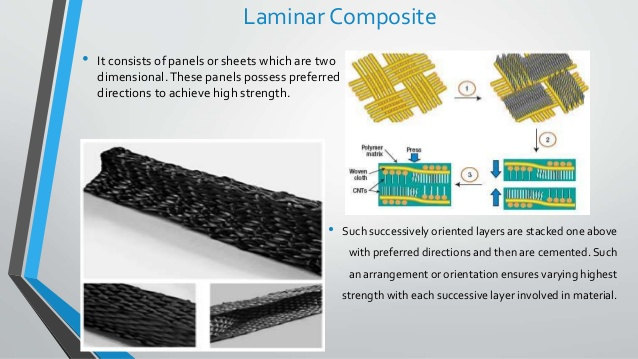 Laminar Composite
• It consists of panels or sheets which are two
dimensional. These panels possess preferred
directions to achieve high strength.
1
2
Polymer
matrix
Press
Woven
cloth
CNTs
3
• Such successively oriented layers are stacked one above
with preferred directions and then are cemented. Such
an arrangement or orientation ensures varying highest
strength with each successive layer involved in material.